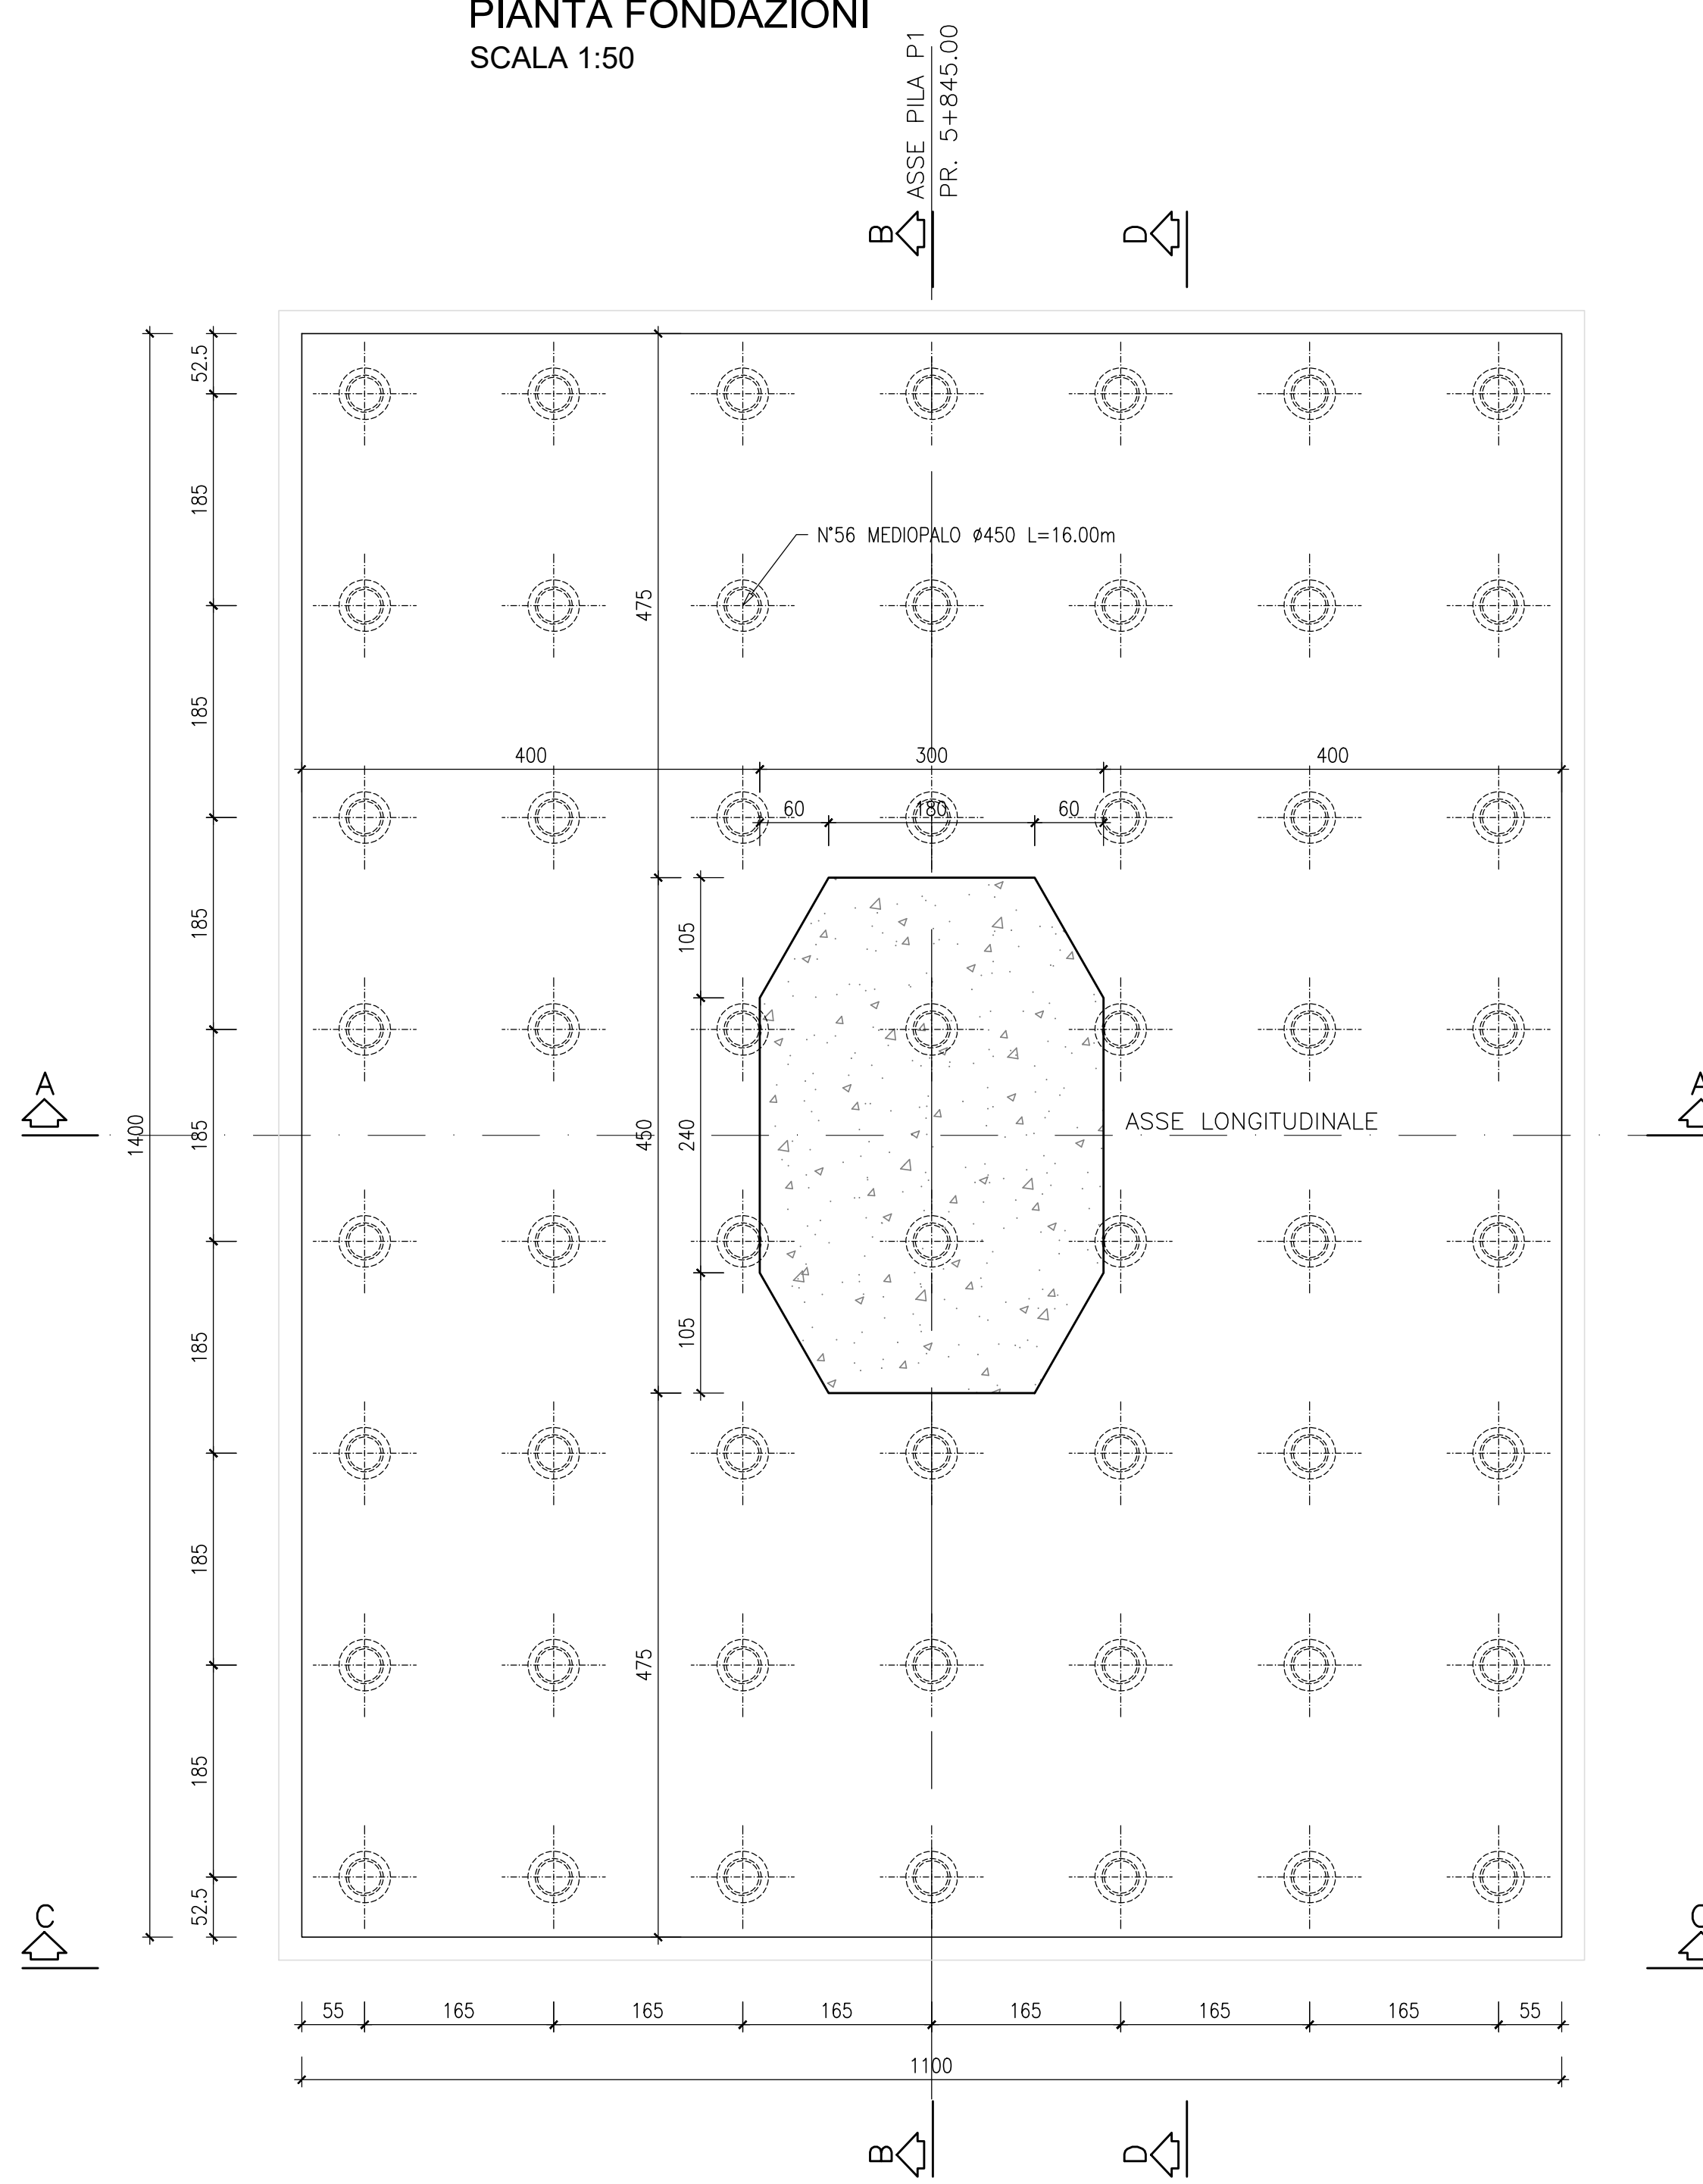 PIANTA FONDAZIONI
SCALA 1:50
ASSE PILA P1
PR. 5+845.00
B
D
52.5
185
N°56 MEDIOPALO ø450 L=16.00m
475
185
400
300
400
60
180
60
185
105
A
A
1400
185
450
240
ASSE LONGITUDINALE
185
105
185
475
185
52.5
C
C
55
165
165
165
165
165
165
55
1100
B
D